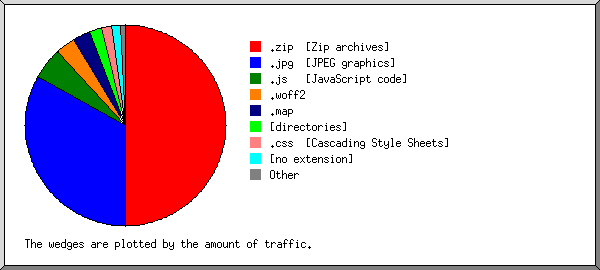 .zip [Zip archives]
.jpg [JPEG graphics]
.js [JavaScript code]
.woff2
.map
[directories]
.css [Cascading Style Sheets]
[no extension]
Other
The wedges are plotted by the amount of traffic.